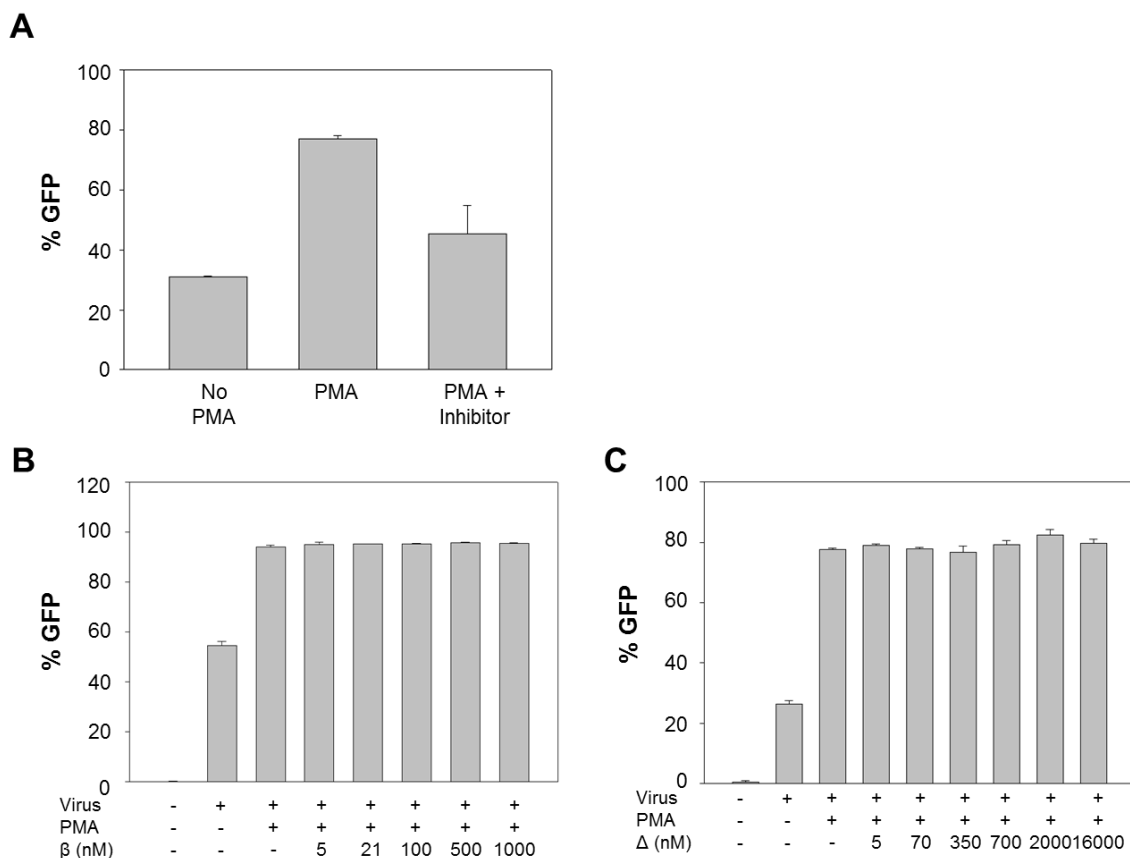 A
100
80
60
40
20
0
% GFP
No PMA
PMA
PMA + Inhibitor
B
120
100
80
60
40
20
0
% GFP
Virus - + + + + + + +
PMA - - + + + + + +
β (nM) - - - 5 21 100 500 1000
C
100
80
60
40
20
0
% GFP
Virus - + + + + + + + +
PMA - - + + + + + + +
Δ (nM) - - - 5 70 350 700 2000 16000